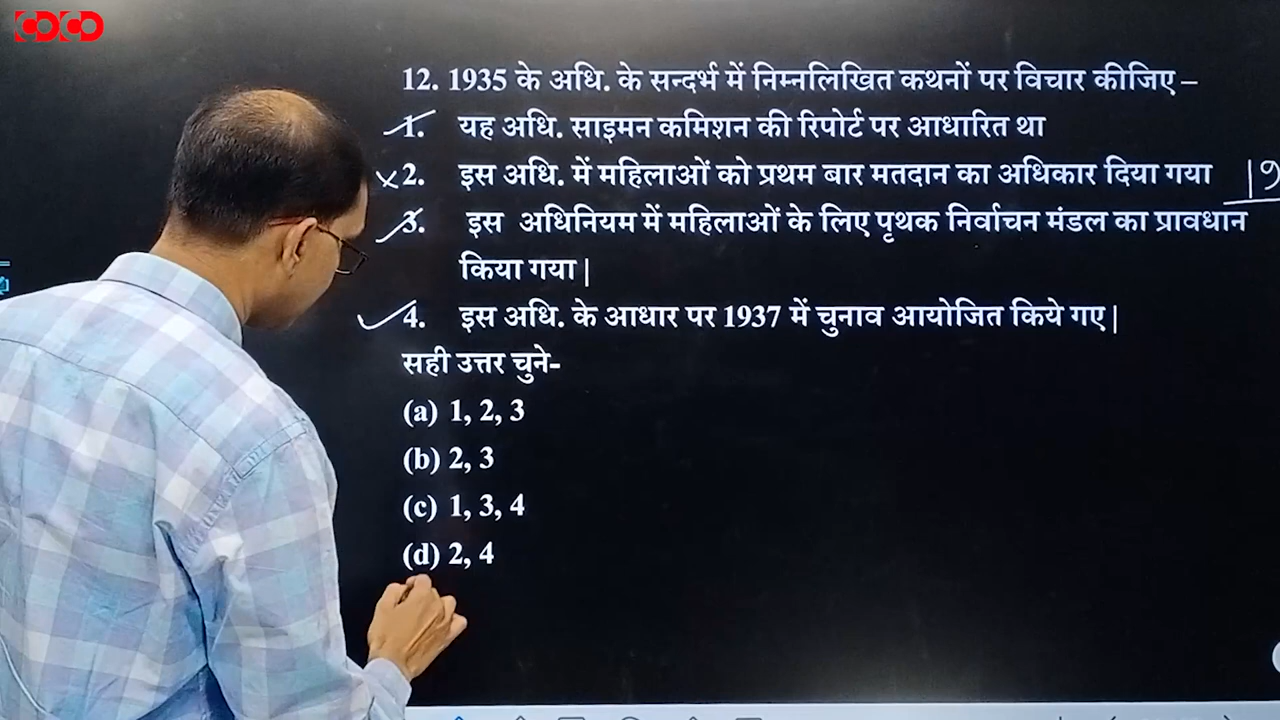 COCO
12. 1935 के अधि. के सन्दर्भ में निम्नलिखित कथनों पर विचार कीजिए –
1. यह अधि. साइमन कमिशन की रिपोर्ट पर आधारित था
2. इस अधि. में महिलाओं को प्रथम बार मतदान का अधिकार दिया गया 19
3. इस अधिनियम में महिलाओं के लिए पृथक निर्वाचन मंडल का प्रावधान
किया गया |
4. इस अधि. के आधार पर 1937 में चुनाव आयोजित किये गए |
सही उत्तर चुने-
(a) 1, 2, 3
(b) 2, 3
(c) 1, 3, 4
(d) 2, 4